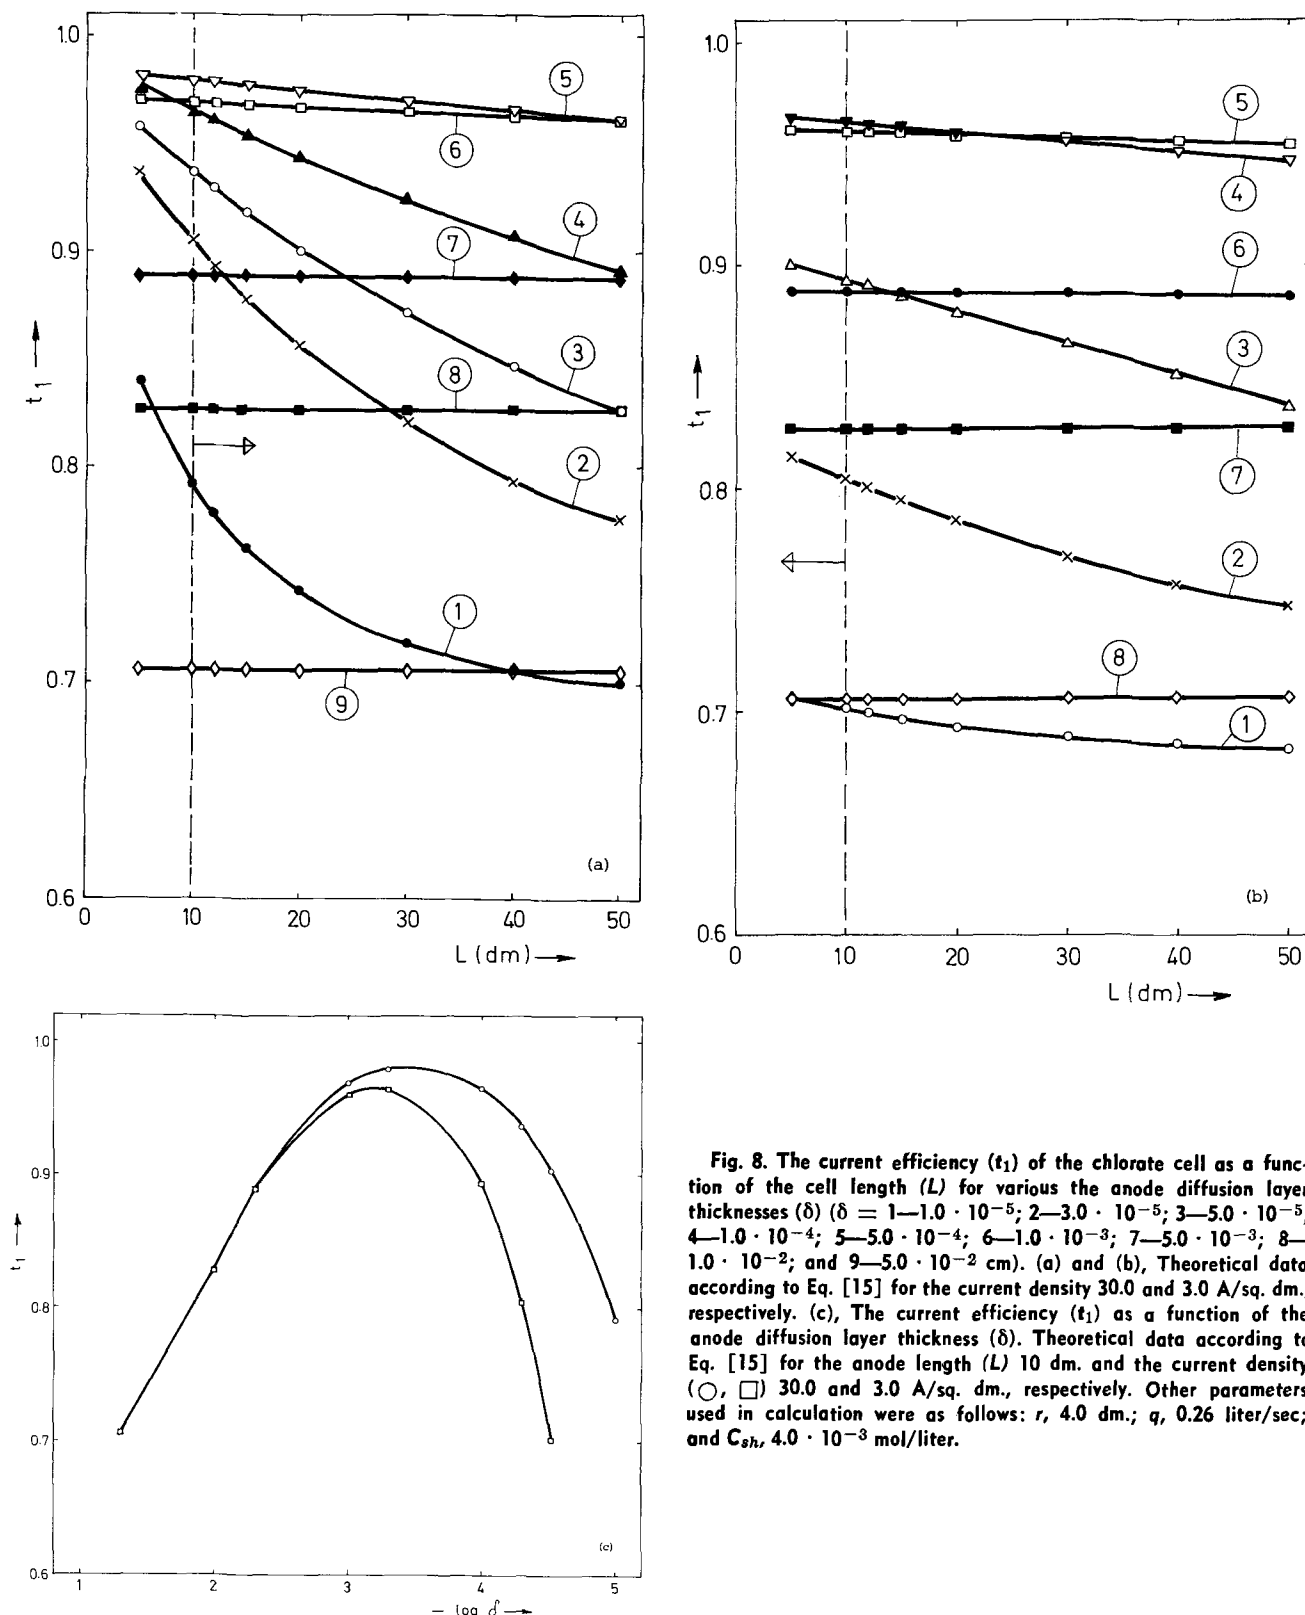 1.0
0.9
0.8
0.7
0.6
t₁
0 10 20 30 40 50
L (dm)
5
6
4
7
3
8
2
1
9
(a)
1.0
0.9
0.8
0.7
0.6
t₁
0 10 20 30 40 50
L (dm)
5
4
6
3
7
2
8
1
(b)
1.0
0.9
0.8
0.7
0.6
t₁
1 2 3 4 5
– log δ
(c)
Fig. 8. The current efficiency (t₁) of the chlorate cell as a func-
tion of the cell length (L) for various the anode diffusion layer
thicknesses (δ) (δ = 1—1.0 · 10⁻⁵; 2—3.0 · 10⁻⁵; 3—5.0 · 10⁻⁵;
4—1.0 · 10⁻⁴; 5—5.0 · 10⁻⁴; 6—1.0 · 10⁻³; 7—5.0 · 10⁻³; 8—
1.0 · 10⁻²; and 9—5.0 · 10⁻² cm). (a) and (b), Theoretical data
according to Eq. [15] for the current density 30.0 and 3.0 A/sq. dm.,
respectively. (c), The current efficiency (t₁) as a function of the
anode diffusion layer thickness (δ). Theoretical data according to
Eq. [15] for the anode length (L) 10 dm. and the current density
(○, □) 30.0 and 3.0 A/sq. dm., respectively. Other parameters
used in calculation were as follows: r, 4.0 dm.; q, 0.26 liter/sec;
and C_sh, 4.0 · 10⁻³ mol/liter.